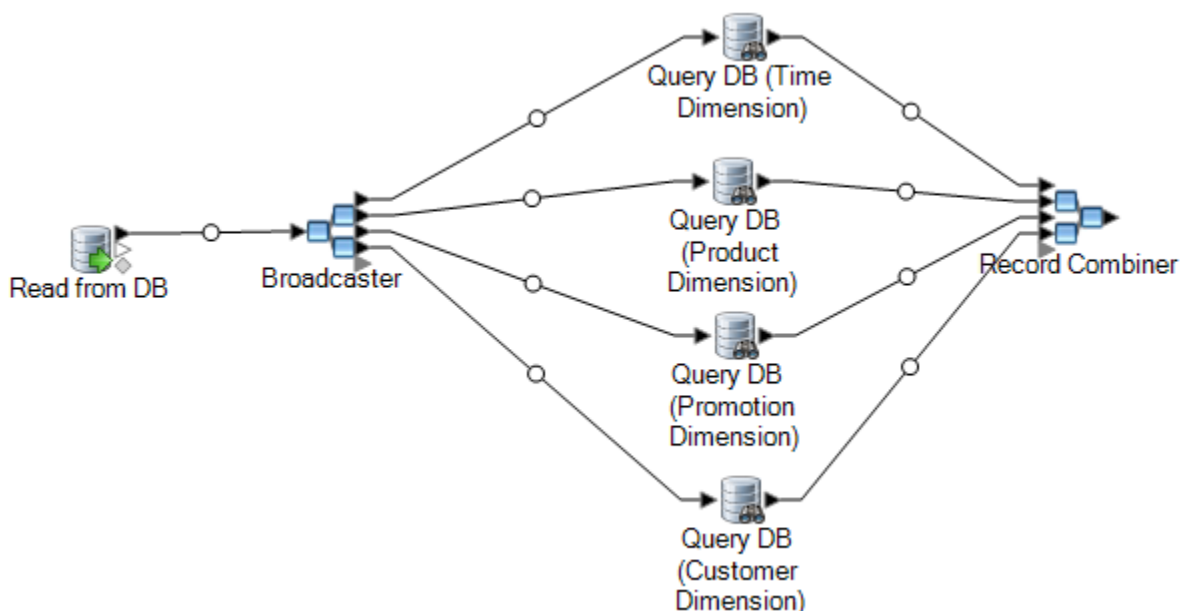 Read from DB
Broadcaster
Query DB (Time
Dimension)
Query DB
(Product
Dimension)
Query DB
(Promotion
Dimension)
Query DB
(Customer
Dimension)
Record Combiner